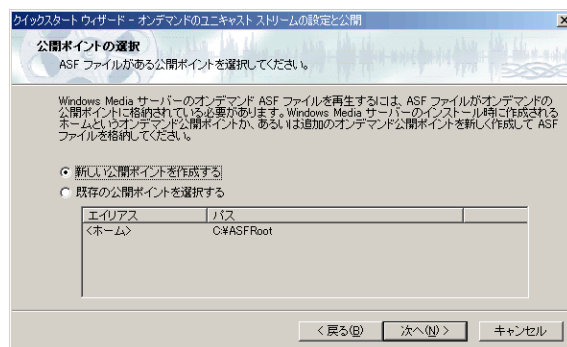 クイックスタート ウィザード - オンデマンドのユニキャスト ストリームの設定と公開
公開ポイントの選択
ASF ファイルがある公開ポイントを選択してください。
Windows Media サーバーのオンデマンド ASF ファイルを再生するには、ASF ファイルがオンデマンドの
公開ポイントに格納されている必要があります。Windows Media サーバーのインストール時に作成される
ホームというオンデマンド公開ポイントか、あるいは追加のオンデマンド公開ポイントを新しく作成して ASF
ファイルを格納してください。
新しい公開ポイントを作成する
既存の公開ポイントを選択する
エイリアス パス
<ホーム> C:¥ASFRoot
< 戻る(B) 次へ(N) > キャンセル